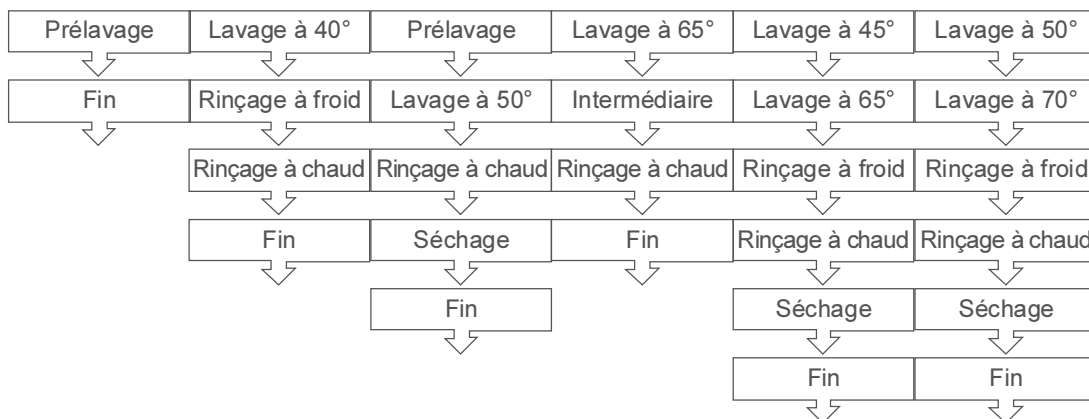 Prélavage Lavage à 40° Prélavage Lavage à 65° Lavage à 45° Lavage à 50°
Fin Rinçage à froid Lavage à 50° Intermédiaire Lavage à 65° Lavage à 70°
Rinçage à chaud Rinçage à chaud Rinçage à chaud Rinçage à froid Rinçage à froid
Fin Séchage Fin Rinçage à chaud Rinçage à chaud
Fin Séchage Séchage
Fin Fin